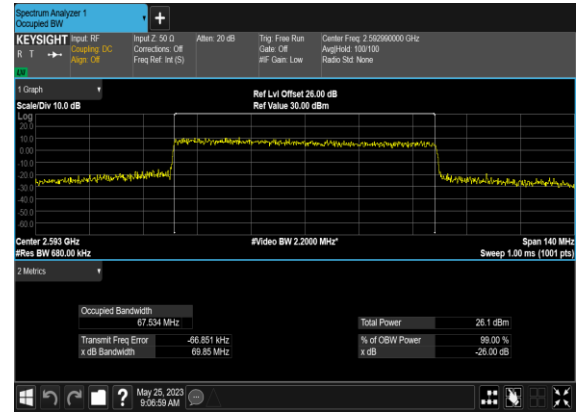 Spectrum Analyzer 1
Occupied BW
KEYSIGHT
R T
LNI
Input: RF
Coupling: DC
Align: Off
Input Z: 50 Ω
Corrections: Off
Freq Ref: Int (S)
Atten: 20 dB
Trig: Free Run
Gate: Off
#IF Gain: Low
Center Freq: 2.592990000 GHz
Avg|Hold: 100/100
Radio Std: None
1 Graph
Scale/Div 10.0 dB
Ref Lvl Offset 26.00 dB
Ref Value 30.00 dBm
Log
20.0
10.0
0.00
-10.0
-20.0
-30.0
-40.0
-50.0
-60.0
Center 2.593 GHz
#Res BW 680.00 kHz
#Video BW 2.2000 MHz*
Span 140 MHz
Sweep 1.00 ms (1001 pts)
2 Metrics
Occupied Bandwidth
67.534 MHz
Transmit Freq Error -66.851 kHz
x dB Bandwidth 69.85 MHz
Total Power 26.1 dBm
% of OBW Power 99.00 %
x dB -26.00 dB
?
May 25, 2023
9:06:59 AM